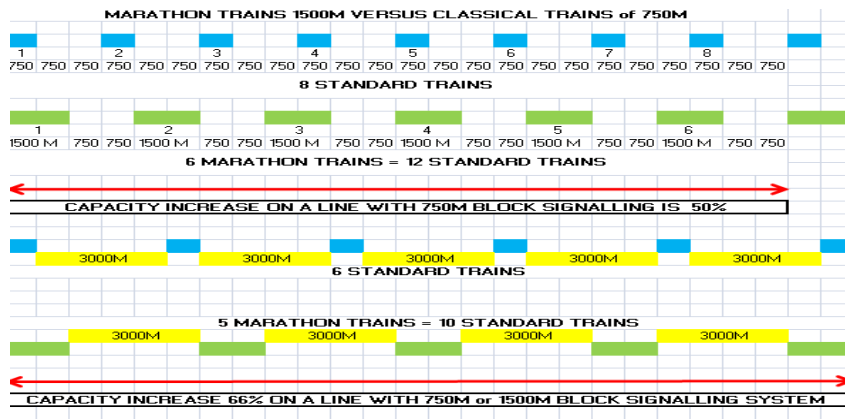 MARATHON TRAINS 1500M VERSUS CLASSICAL TRAINS of 750M
1 2 3 4 5 6 7 8
750 750 750 750 750 750 750 750 750 750 750 750 750 750 750 750 750 750 750 750 750 750 750 750
8 STANDARD TRAINS
1 2 3 4 5 6
1500 M 750 750 1500 M 750 750 1500 M 750 750 1500 M 750 750 1500 M 750 750 1500 M 750 750
6 MARATHON TRAINS = 12 STANDARD TRAINS
CAPACITY INCREASE ON A LINE WITH 750M BLOCK SIGNALLING IS 50%
3000M 3000M 3000M 3000M 3000M
6 STANDARD TRAINS
5 MARATHON TRAINS = 10 STANDARD TRAINS
3000M 3000M 3000M 3000M
CAPACITY INCREASE 66% ON A LINE WITH 750M or 1500M BLOCK SIGNALLING SYSTEM